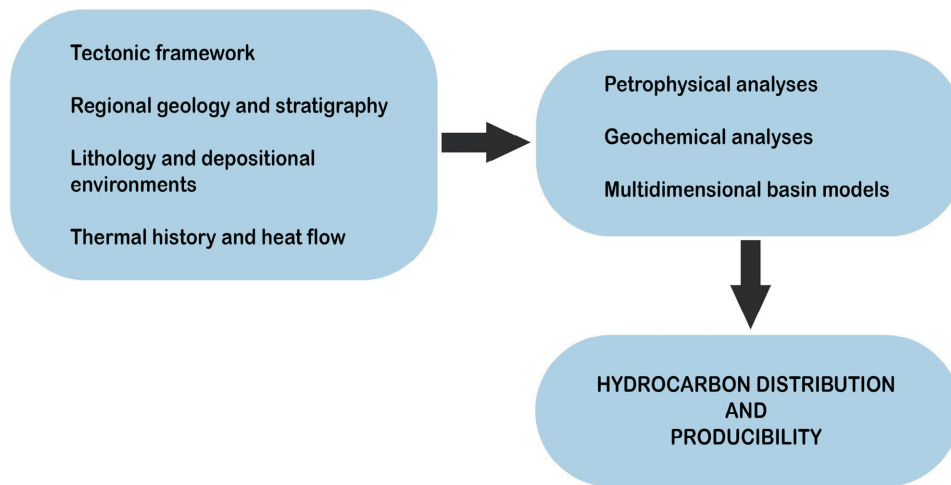 Tectonic framework
Regional geology and stratigraphy
Lithology and depositional
environments
Thermal history and heat flow
Petrophysical analyses
Geochemical analyses
Multidimensional basin models
HYDROCARBON DISTRIBUTION
AND
PRODUCIBILITY